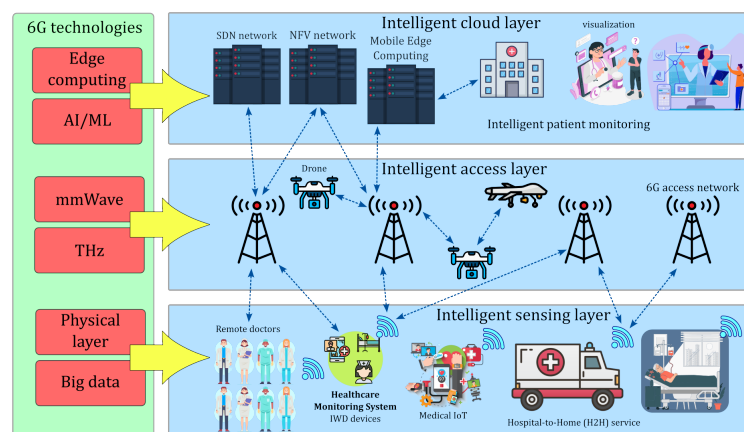 6G technologies
Edge
computing
AI/ML
mmWave
THz
Physical
layer
Big data
Intelligent cloud layer
SDN network
NFV network
Mobile Edge
Computing
visualization
Intelligent patient monitoring
Intelligent access layer
Drone
6G access network
Intelligent sensing layer
Remote doctors
Healthcare
Monitoring System
IWD devices
Medical IoT
Hospital-to-Home (H2H) service